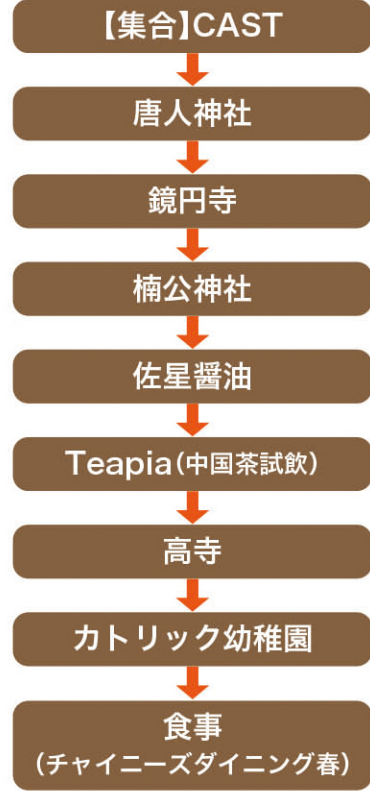 【集合】CAST
唐人神社
鏡円寺
楠公神社
佐星醤油
Teapia(中国茶試飲)
高寺
カトリック幼稚園
食事
(チャイニーズダイニング春)